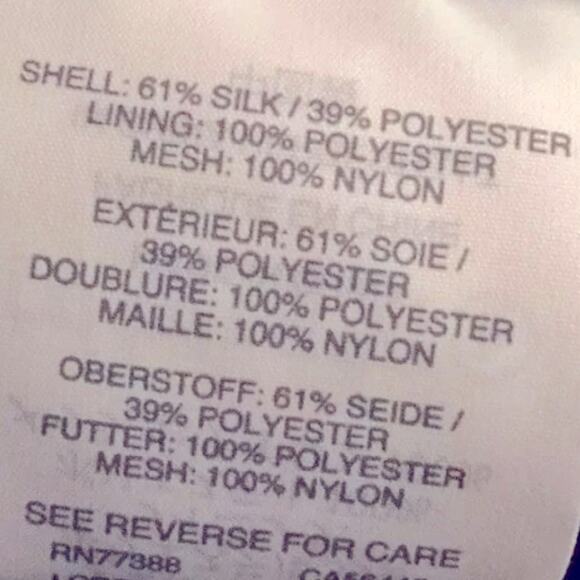 SHELL: 61% SILK / 39% POLYESTER
LINING: 100% POLYESTER
MESH: 100% NYLON
EXTÉRIEUR: 61% SOIE /
39% POLYESTER
DOUBLURE: 100% POLYESTER
MAILLE: 100% NYLON
OBERSTOFF: 61% SEIDE /
39% POLYESTER
FUTTER: 100% POLYESTER
MESH: 100% NYLON
SEE REVERSE FOR CARE
RN77388